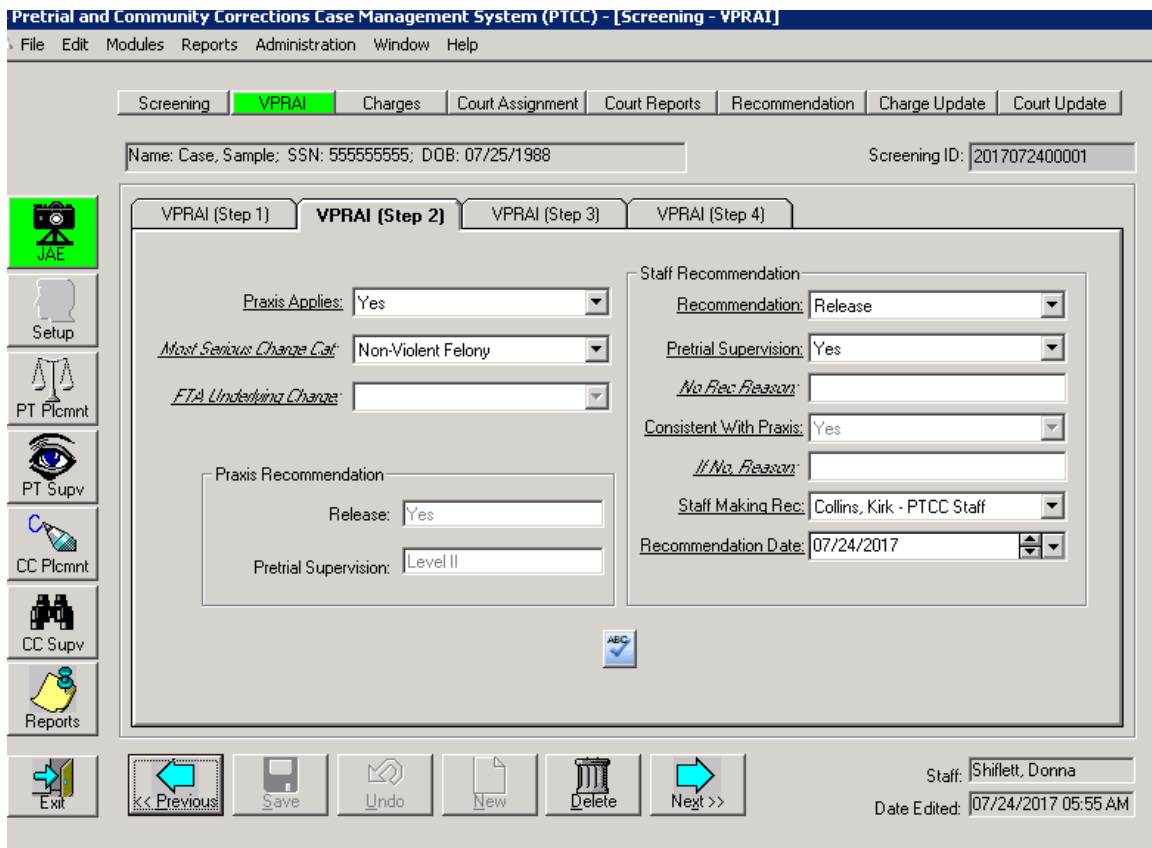 Pretrial and Community Corrections Case Management System (PTCC) - [Screening - VPRAI]
File Edit Modules Reports Administration Window Help
Screening VPRAI Charges Court Assignment Court Reports Recommendation Charge Update Court Update
Name: Case, Sample; SSN: 555555555; DOB: 07/25/1988 Screening ID: 2017072400001
VPRAI (Step 1) VPRAI (Step 2) VPRAI (Step 3) VPRAI (Step 4)
JAE
Setup
PT Plcmnt
PT Supv
CC Plcmnt
CC Supv
Reports
Exit
Praxis Applies: Yes
Most Serious Charge Cat: Non-Violent Felony
FTA Underlying Charge:
Praxis Recommendation
Release: Yes
Pretrial Supervision: Level II
Staff Recommendation
Recommendation: Release
Pretrial Supervision: Yes
No Rec Reason:
Consistent With Praxis: Yes
If No, Reason:
Staff Making Rec: Collins, Kirk - PTCC Staff
Recommendation Date: 07/24/2017
ABC
<< Previous Save Undo New Delete Next >>
Staff: Shiflett, Donna
Date Edited: 07/24/2017 05:55 AM